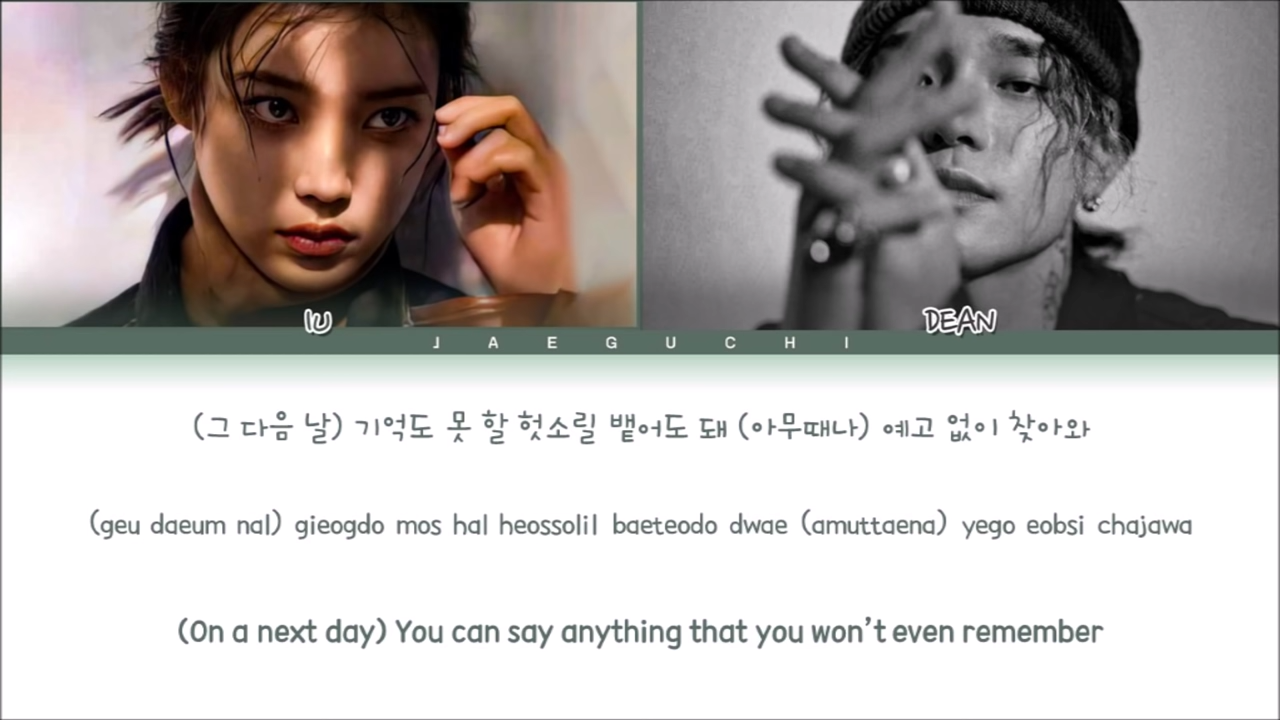 IU
DEAN
JAEGUCHI
(그 다음 날) 기억도 못 할 헛소릴 뱉어도 돼 (아무때나) 예고 없이 찾아와
(geu daeum nal) gieogdo mos hal heossolil baeteodo dwae (amuttaena) yego eobsi chajawa
(On a next day) You can say anything that you won't even remember